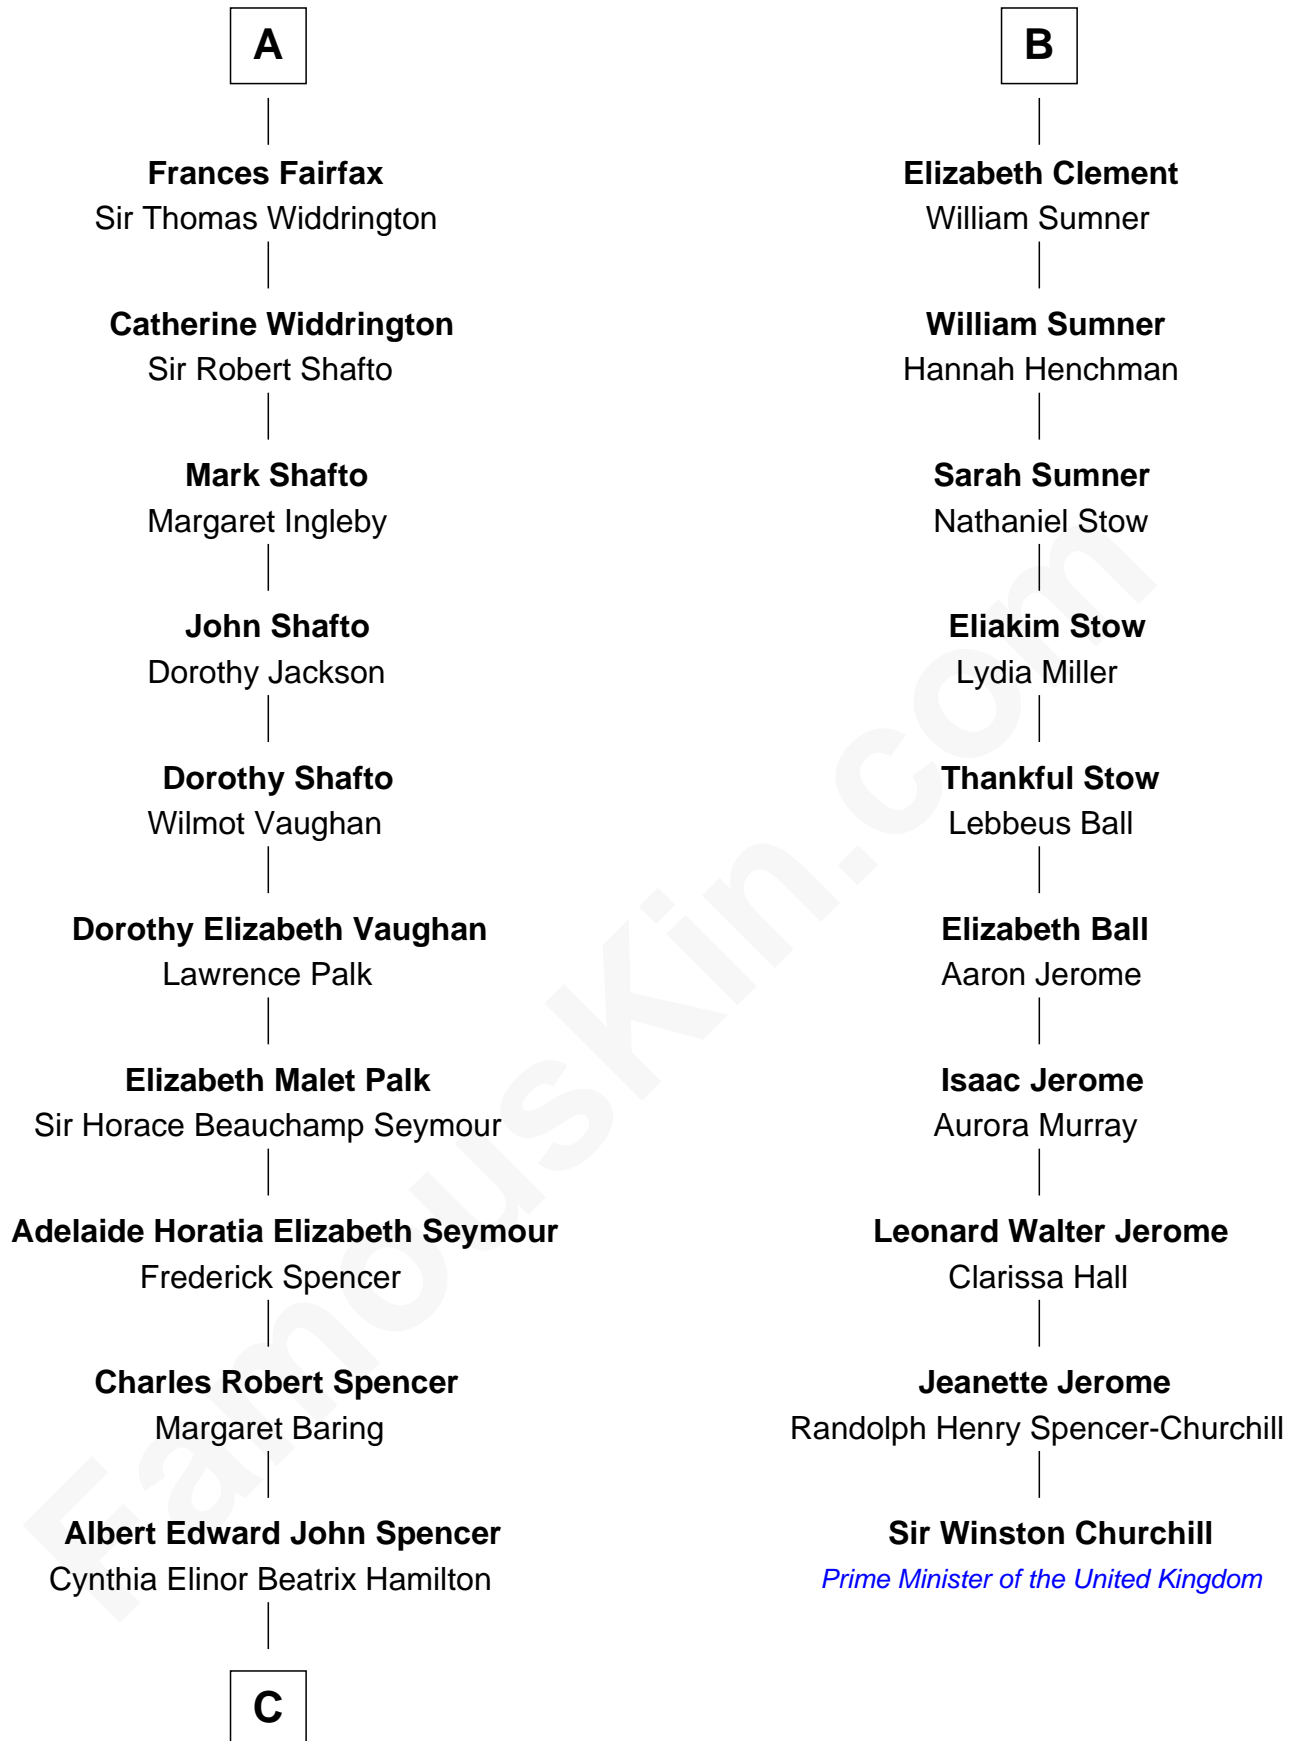 A
Frances Fairfax
Sir Thomas Widdrington
Catherine Widdrington
Sir Robert Shafto
Mark Shafto
Margaret Ingleby
John Shafto
Dorothy Jackson
Dorothy Shafto
Wilmot Vaughan
Dorothy Elizabeth Vaughan
Lawrence Palk
Elizabeth Malet Palk
Sir Horace Beauchamp Seymour
Adelaide Horatia Elizabeth Seymour
Frederick Spencer
Charles Robert Spencer
Margaret Baring
Albert Edward John Spencer
Cynthia Elinor Beatrix Hamilton
C
B
Elizabeth Clement
William Sumner
William Sumner
Hannah Henchman
Sarah Sumner
Nathaniel Stow
Eliakim Stow
Lydia Miller
Thankful Stow
Lebbeus Ball
Elizabeth Ball
Aaron Jerome
Isaac Jerome
Aurora Murray
Leonard Walter Jerome
Clarissa Hall
Jeanette Jerome
Randolph Henry Spencer-Churchill
Sir Winston Churchill
Prime Minister of the United Kingdom
FamousKin.com